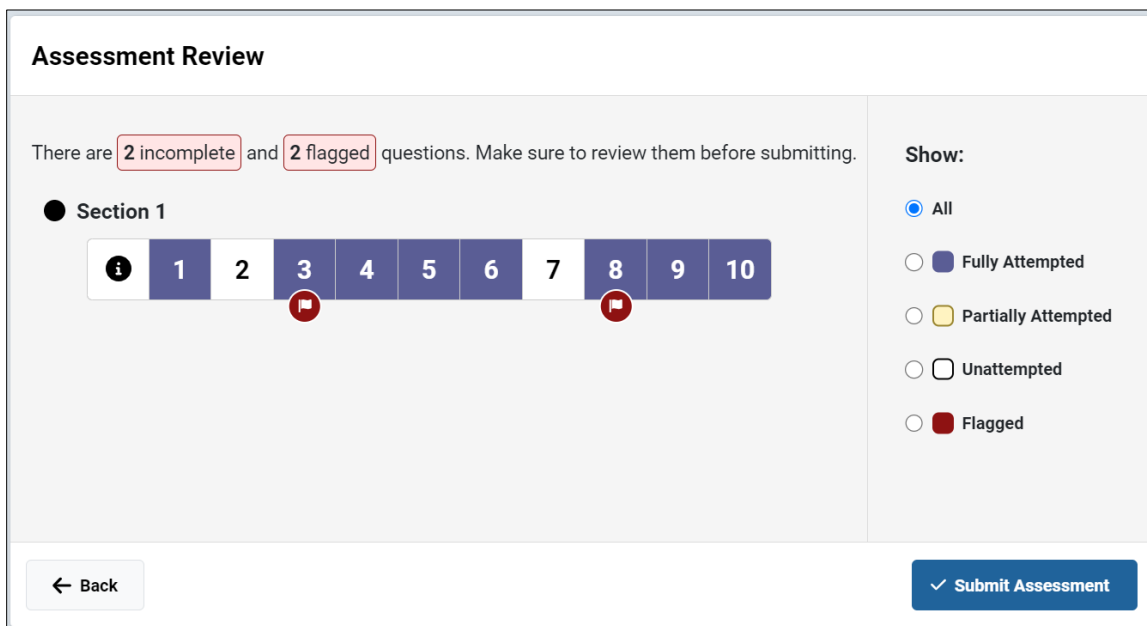 Assessment Review
There are 2 incomplete and 2 flagged questions. Make sure to review them before submitting.
Section 1
1 2 3 4 5 6 7 8 9 10
Show:
All
Fully Attempted
Partially Attempted
Unattempted
Flagged
Back
Submit Assessment